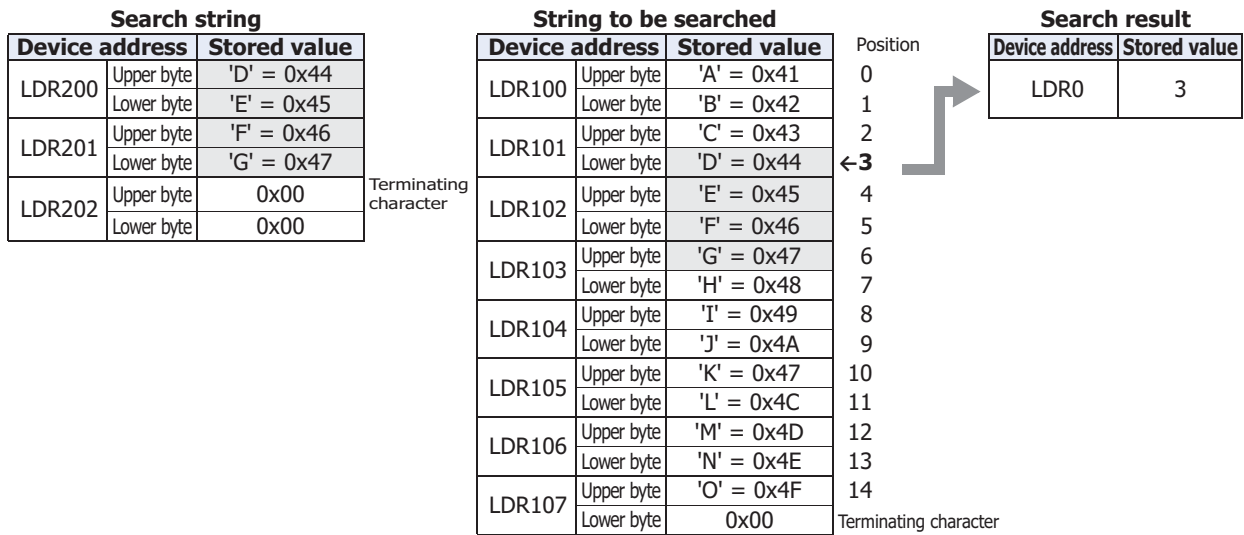 Search string
Device address Stored value
LDR200 Upper byte 'D' = 0x44
Lower byte 'E' = 0x45
LDR201 Upper byte 'F' = 0x46
Lower byte 'G' = 0x47
LDR202 Upper byte 0x00
Lower byte 0x00
Terminating
character
String to be searched
Device address Stored value Position
LDR100 Upper byte 'A' = 0x41 0
Lower byte 'B' = 0x42 1
LDR101 Upper byte 'C' = 0x43 2
Lower byte 'D' = 0x44 ←3
LDR102 Upper byte 'E' = 0x45 4
Lower byte 'F' = 0x46 5
LDR103 Upper byte 'G' = 0x47 6
Lower byte 'H' = 0x48 7
LDR104 Upper byte 'I' = 0x49 8
Lower byte 'J' = 0x4A 9
LDR105 Upper byte 'K' = 0x47 10
Lower byte 'L' = 0x4C 11
LDR106 Upper byte 'M' = 0x4D 12
Lower byte 'N' = 0x4E 13
LDR107 Upper byte 'O' = 0x4F 14
Lower byte 0x00 Terminating character
Search result
Device address Stored value
LDR0 3